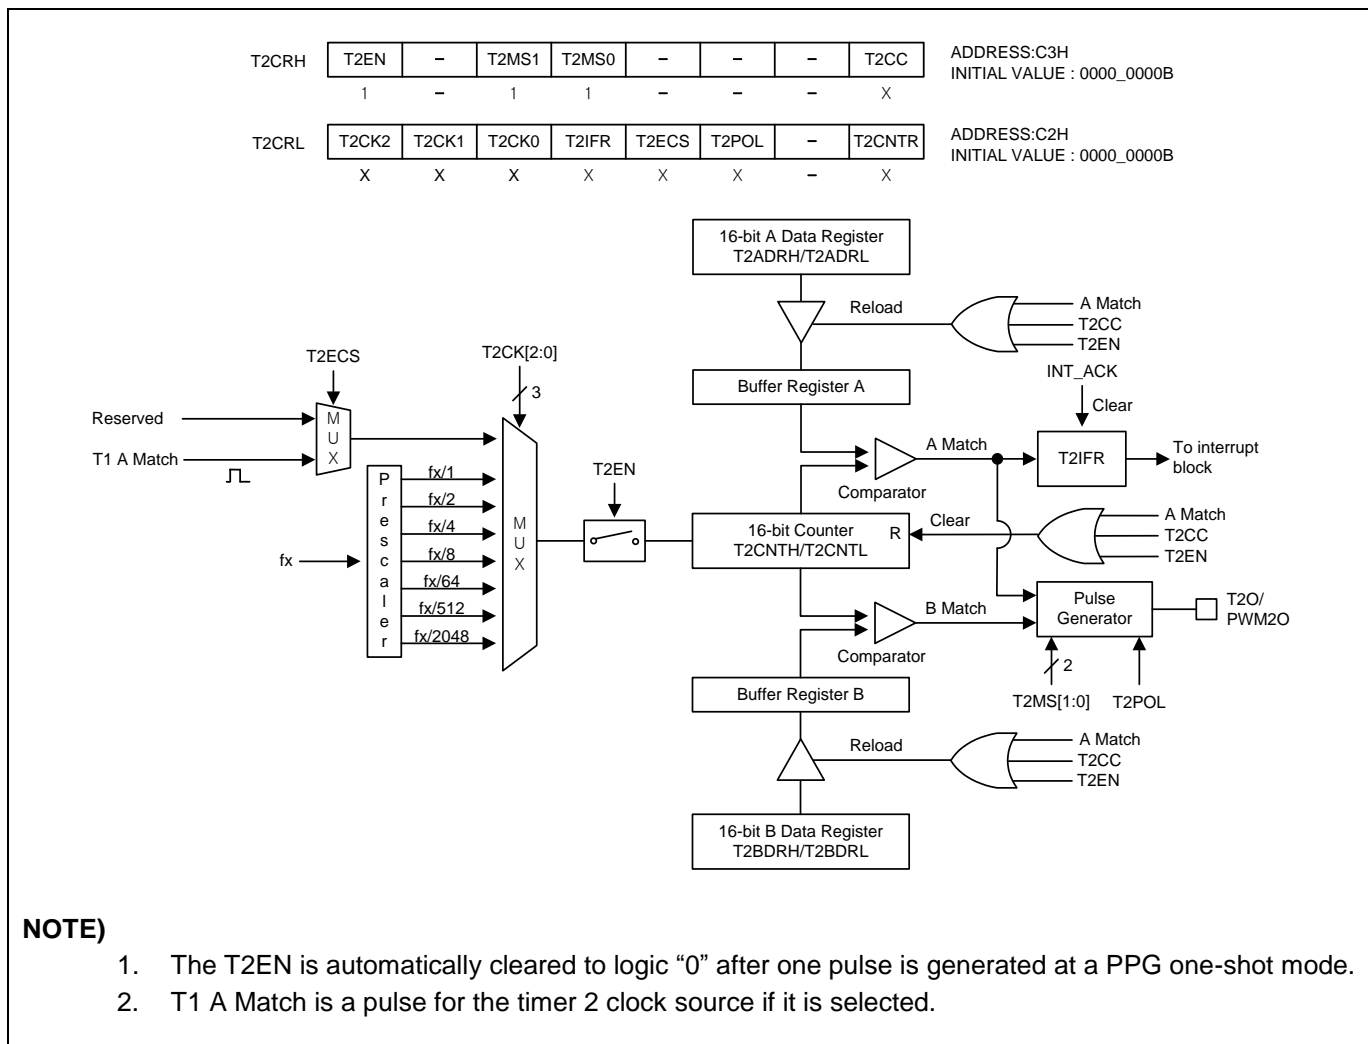 T2CRH T2EN – T2MS1 T2MS0 – – – T2CC ADDRESS:C3H
INITIAL VALUE : 0000_0000B
1 – 1 1 – – – X
T2CRL T2CK2 T2CK1 T2CK0 T2IFR T2ECS T2POL – T2CNTR ADDRESS:C2H
INITIAL VALUE : 0000_0000B
X X X X X X – X
16-bit A Data Register
T2ADRH/T2ADRL
Reload
A Match
T2CC
T2EN
T2ECS
T2CK[2:0]
3
Buffer Register A
INT_ACK
Clear
Reserved
T1 A Match
M
U
X
A Match
Comparator
T2IFR
To interrupt
block
P
r
e
s
c
a
l
e
r
fx
fx/1
fx/2
fx/4
fx/8
fx/64
fx/512
fx/2048
M
U
X
T2EN
16-bit Counter
T2CNTH/T2CNTL
R
Clear
A Match
T2CC
T2EN
B Match
Comparator
Pulse
Generator
T2O/
PWM2O
2
T2MS[1:0]
T2POL
Buffer Register B
Reload
A Match
T2CC
T2EN
16-bit B Data Register
T2BDRH/T2BDRL
NOTE)
1. The T2EN is automatically cleared to logic “0” after one pulse is generated at a PPG one-shot mode.
2. T1 A Match is a pulse for the timer 2 clock source if it is selected.